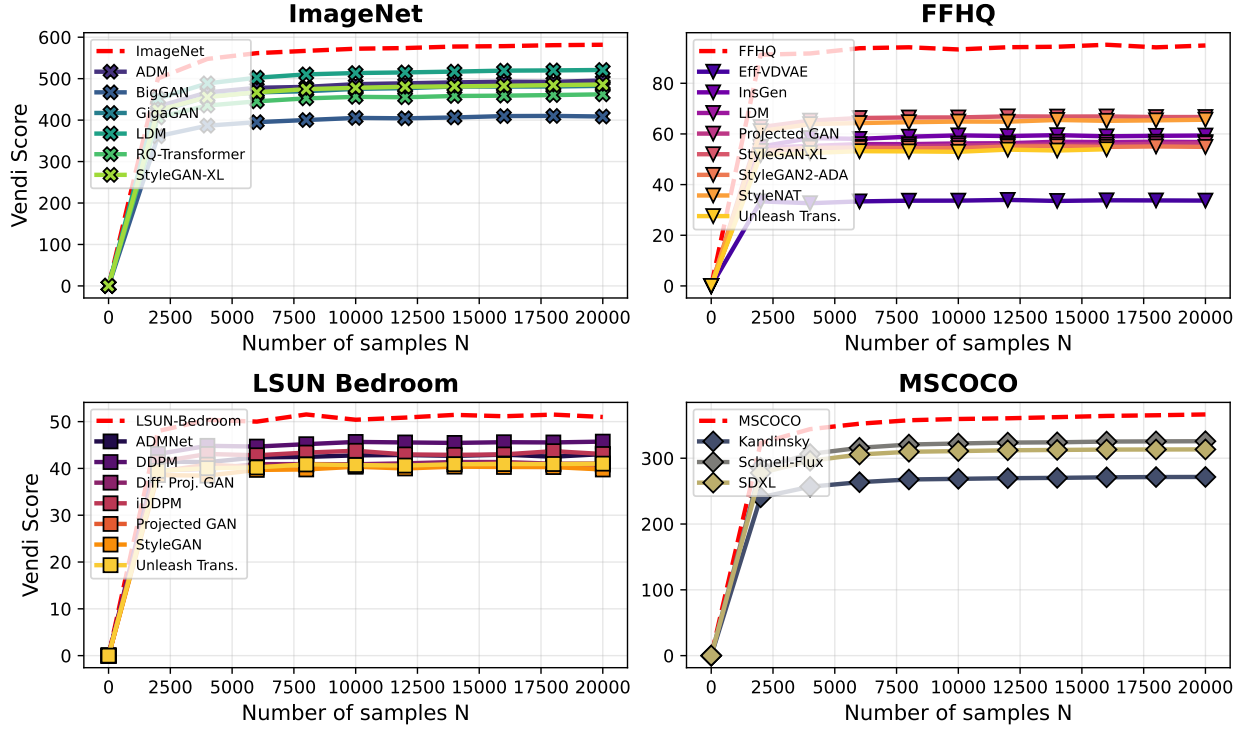 ImageNet
Vendi Score
600
500
400
300
200
100
0
ImageNet
ADM
BigGAN
GigaGAN
LDM
RQ-Transformer
StyleGAN-XL
0 2500 5000 7500 10000 12500 15000 17500 20000
Number of samples N
FFHQ
80
60
40
20
0
FFHQ
Eff-VDVAE
InsGen
LDM
Projected GAN
StyleGAN-XL
StyleGAN2-ADA
StyleNAT
Unleash Trans.
0 2500 5000 7500 10000 12500 15000 17500 20000
Number of samples N
LSUN Bedroom
Vendi Score
50
40
30
20
10
0
LSUN-Bedroom
ADMNet
DDPM
Diff. Proj. GAN
iDDPM
Projected GAN
StyleGAN
Unleash Trans.
0 2500 5000 7500 10000 12500 15000 17500 20000
Number of samples N
MSCOCO
300
200
100
0
MSCOCO
Kandinsky
Schnell-Flux
SDXL
0 2500 5000 7500 10000 12500 15000 17500 20000
Number of samples N